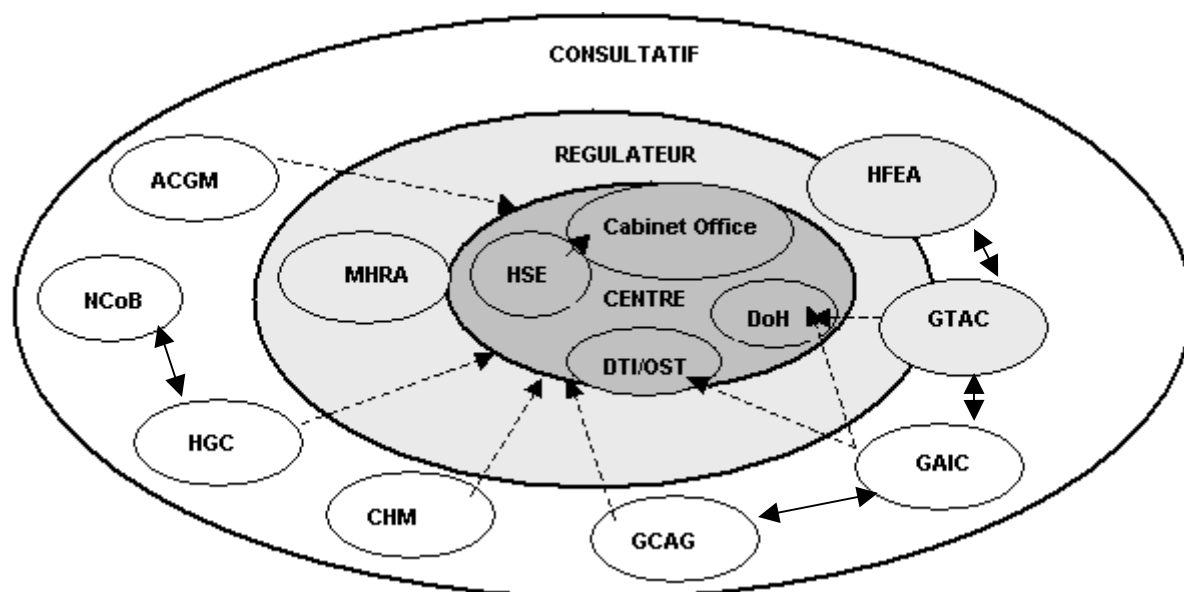 CONSULTATIF
REGULATEUR
ACGM
HFEA
Cabinet Office
MHRA
HSE
NCoB
CENTRE
DoH
GTAC
DTI/OST
HGC
GAIC
CHM
GCAG